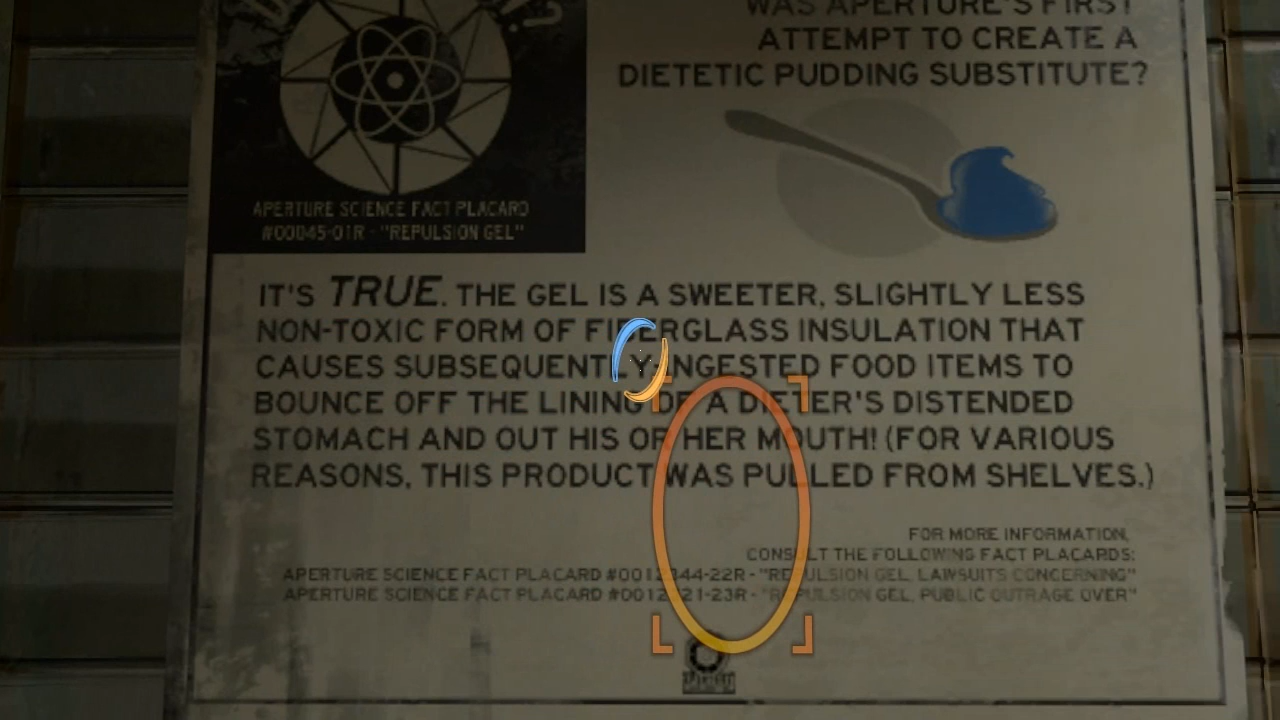 WAS APERTURE'S FIRST
ATTEMPT TO CREATE A
DIETETIC PUDDING SUBSTITUTE?
APERTURE SCIENCE FACT PLACARD
#00045-01R - "REPULSION GEL"
IT'S TRUE. THE GEL IS A SWEETER, SLIGHTLY LESS
NON-TOXIC FORM OF FIBERGLASS INSULATION THAT
CAUSES SUBSEQUENTLY-INGESTED FOOD ITEMS TO
BOUNCE OFF THE LINING OF A DIETER'S DISTENDED
STOMACH AND OUT HIS OR HER MOUTH! (FOR VARIOUS
REASONS, THIS PRODUCT WAS PULLED FROM SHELVES.)
FOR MORE INFORMATION,
CONSULT THE FOLLOWING FACT PLACARDS:
APERTURE SCIENCE FACT PLACARD #0012344-22R - "REPULSION GEL, LAWSUITS CONCERNING"
APERTURE SCIENCE FACT PLACARD - "REPULSION GEL, PUBLIC OUTRAGE OVER"